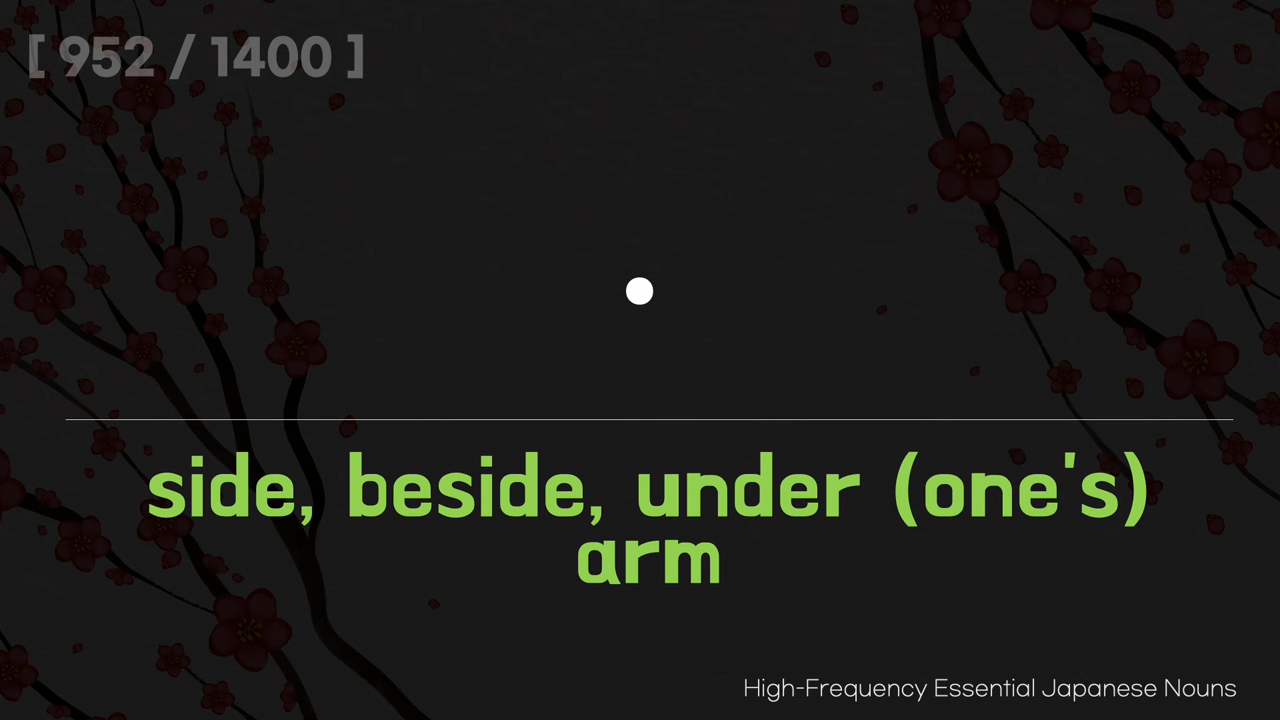 [ 952 / 1400 ]
side, beside, under (one's)
arm
High-Frequency Essential Japanese Nouns